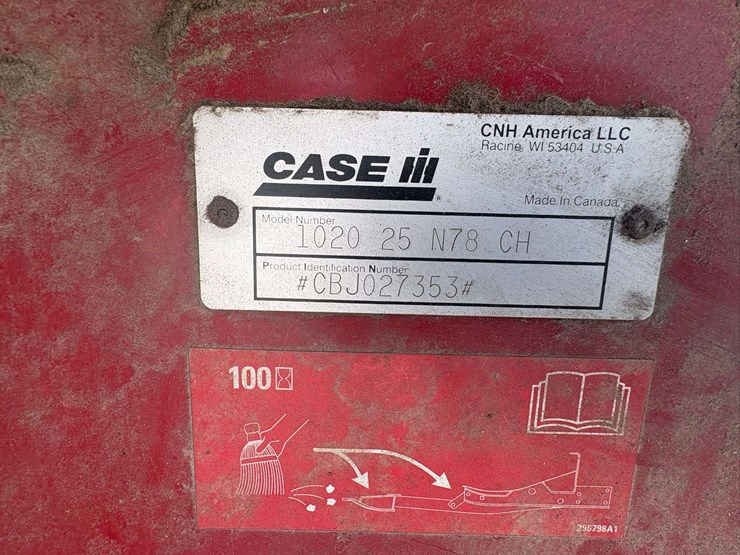 CNH America LLC
Racine, WI 53404 U.S.A
CASE IH
®
Made In Canada
Model Number
1020 25 N78 CH
Product Identification Number
#CBJ027353#
100
296798A1